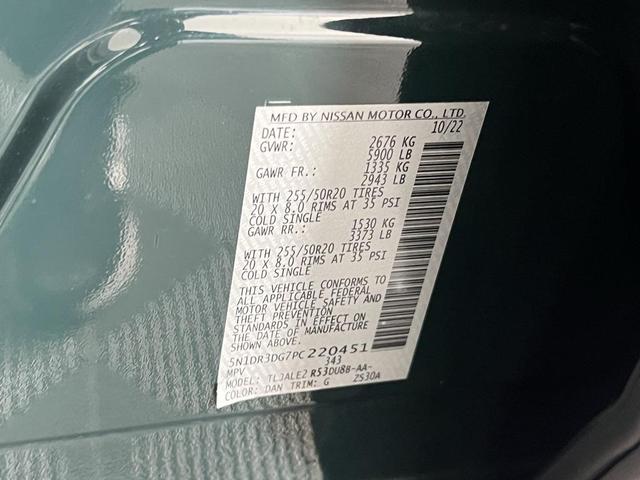 MFD BY NISSAN MOTOR CO., LTD.
DATE: 10/22
GVWR: 2676 KG
5900 LB
GAWR FR.: 1335 KG
2943 LB
WITH 255/50R20 TIRES
20 X 8.0 RIMS AT 35 PSI
COLD SINGLE
GAWR RR.: 1530 KG
3373 LB
WITH 255/50R20 TIRES
20 X 8.0 RIMS AT 35 PSI
COLD SINGLE
THIS VEHICLE CONFORMS TO
ALL APPLICABLE FEDERAL
MOTOR VEHICLE SAFETY AND
THEFT PREVENTION
STANDARDS IN EFFECT ON
THE DATE OF MANUFACTURE
SHOWN ABOVE.
5N1DR3DG7PC220451
MPV 343
MODEL: TL3ALE2 R53DU8B-AA-
COLOR: DAN TRIM: G 2S30A